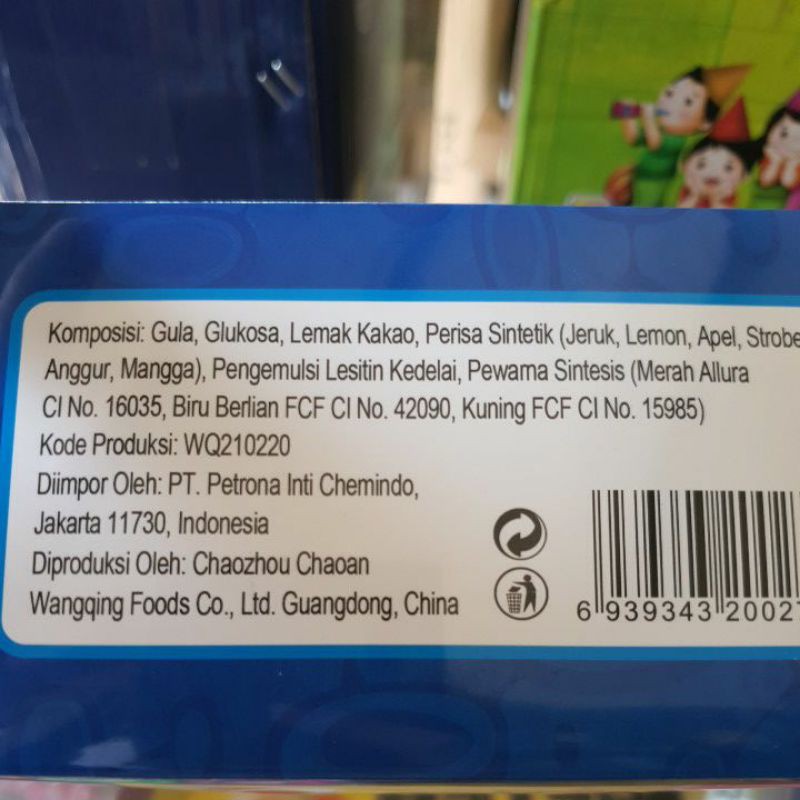 Komposisi: Gula, Glukosa, Lemak Kakao, Perisa Sintetik (Jeruk, Lemon, Apel, Strobe
Anggur, Mangga), Pengemulsi Lesitin Kedelai, Pewarna Sintesis (Merah Allura
CI No. 16035, Biru Berlian FCF CI No. 42090, Kuning FCF CI No. 15985)
Kode Produksi: WQ210220
Diimpor Oleh: PT. Petrona Inti Chemindo,
Jakarta 11730, Indonesia
Diproduksi Oleh: Chaozhou Chaoan
Wangqing Foods Co., Ltd. Guangdong, China
6 939343 2002